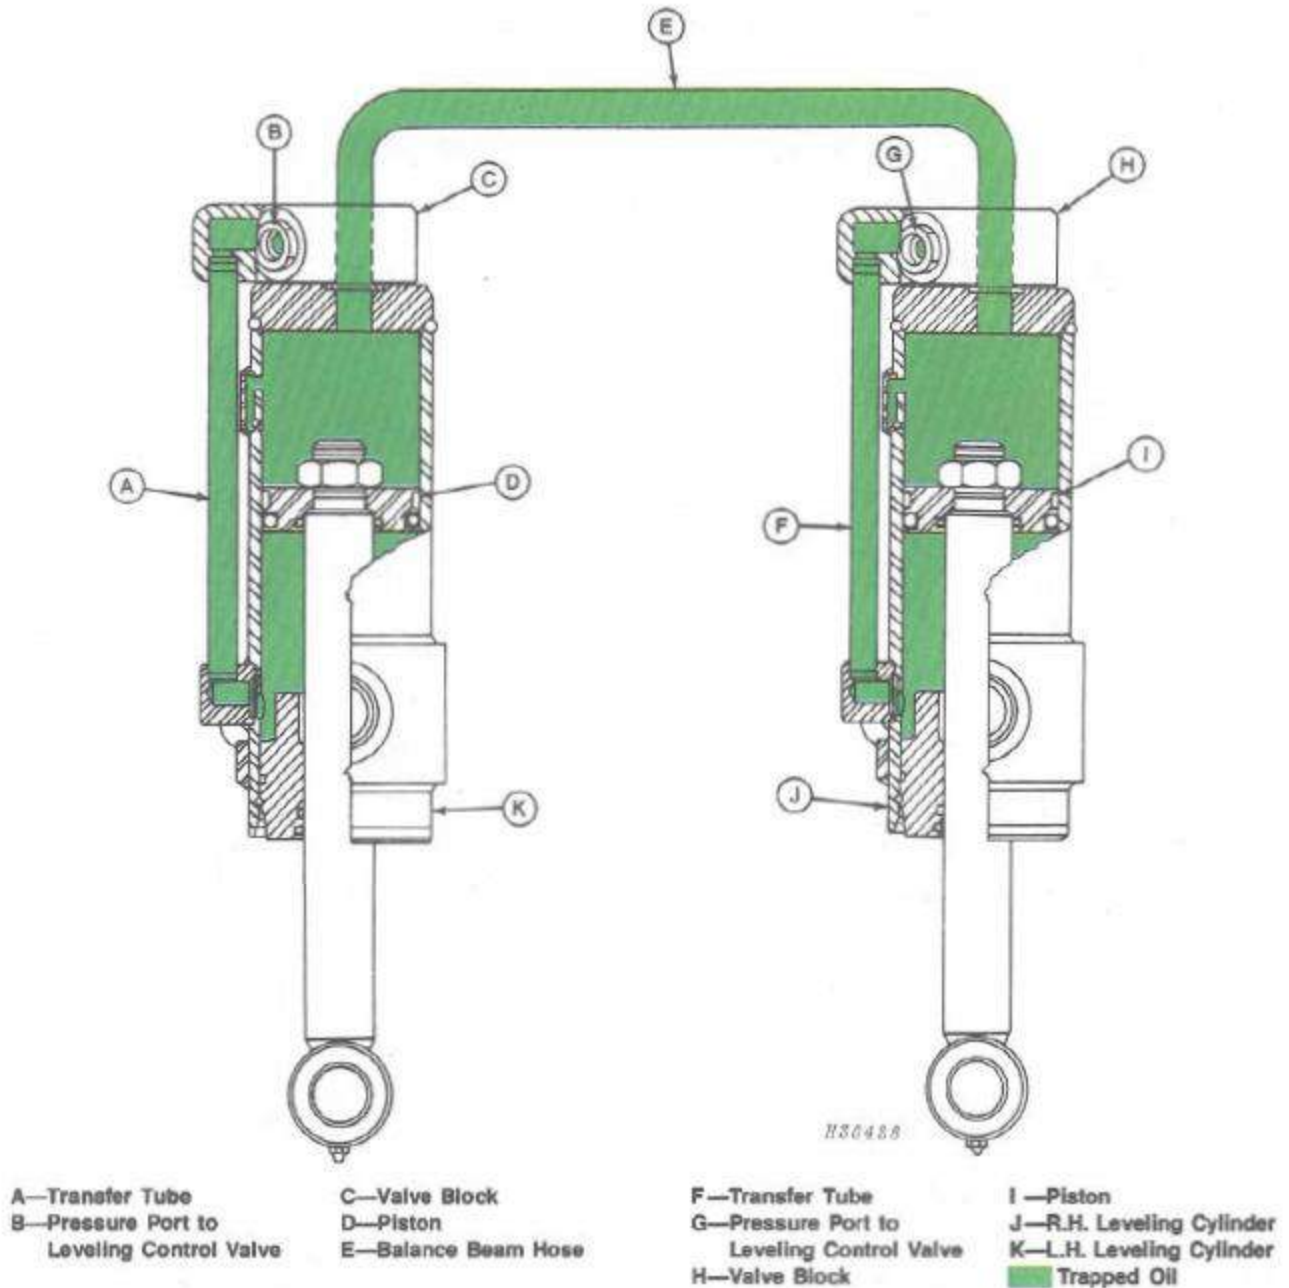 E
B
C
G
H
A
D
I
F
K
J
H36428
A—Transfer Tube
B—Pressure Port to
Leveling Control Valve
C—Valve Block
D—Piston
E—Balance Beam Hose
F—Transfer Tube
G—Pressure Port to
Leveling Control Valve
H—Valve Block
I—Piston
J—R.H. Leveling Cylinder
K—L.H. Leveling Cylinder
Trapped Oil